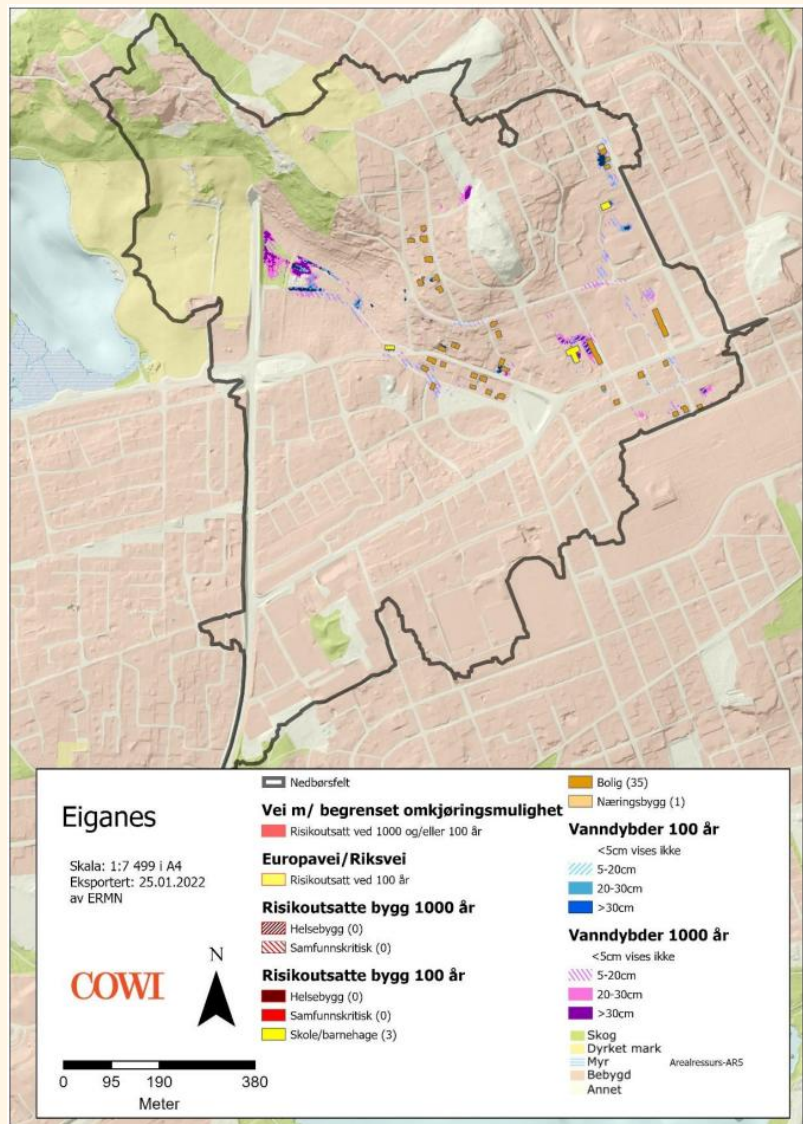 Eiganes
Skala: 1:7 499 i A4
Eksportert: 25.01.2022
av ERMN
COWI
N
0 95 190 380
Meter
Nedbørsfelt
Vei m/ begrenset omkjøringsmulighet
Risikoutsatt ved 1000 og/eller 100 år
Europavei/Riksvei
Risikoutsatt ved 100 år
Risikoutsatte bygg 1000 år
Helsebygg (0)
Samfunnskritisk (0)
Risikoutsatte bygg 100 år
Helsebygg (0)
Samfunnskritisk (0)
Skole/barnehage (3)
Bolig (35)
Næringsbygg (1)
Vanndybder 100 år
<5cm vises ikke
5-20cm
20-30cm
>30cm
Vanndybder 1000 år
<5cm vises ikke
5-20cm
20-30cm
>30cm
Skog
Dyrket mark
Myr
Bebygd
Annet
Arealressurs-AR5